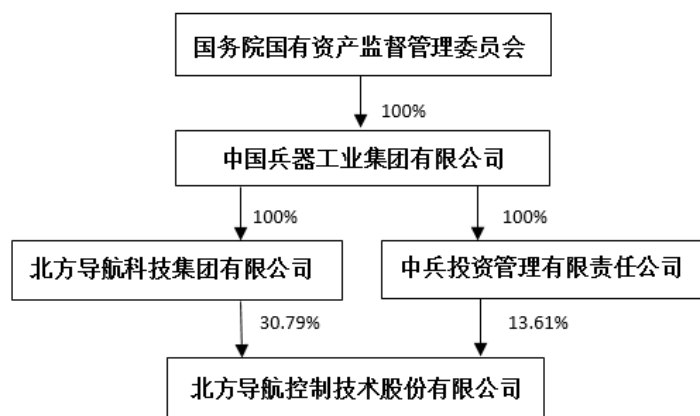 国务院国有资产监督管理委员会
100%
中国兵器工业集团有限公司
100%
100%
北方导航科技集团有限公司
中兵投资管理有限责任公司
30.79%
13.61%
北方导航控制技术股份有限公司